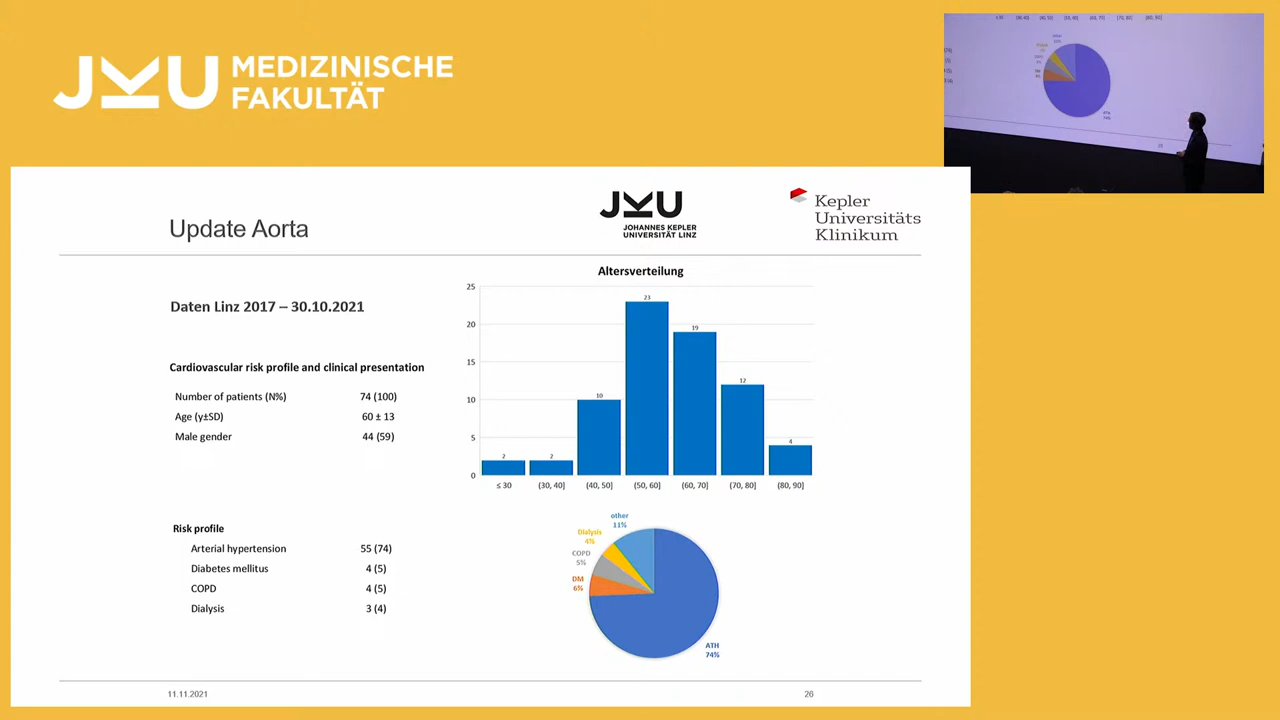 JKU MEDIZINISCHE
FAKULTÄT
Update Aorta
JKU
JOHANNES KEPLER
UNIVERSITÄT LINZ
Kepler
Universitäts
Klinikum
Daten Linz 2017 – 30.10.2021
Cardiovascular risk profile and clinical presentation
Number of patients (N%) 74 (100)
Age (y±SD) 60 ± 13
Male gender 44 (59)
Altersverteilung
25
20
15
10
5
0
2
2
10
23
19
12
4
≤ 30 (30, 40] (40, 50] (50, 60] (60, 70] (70, 80] (80, 90]
Risk profile
Arterial hypertension 55 (74)
Diabetes mellitus 4 (5)
COPD 4 (5)
Dialysis 3 (4)
other
11%
Dialysis
4%
COPD
5%
DM
6%
ATH
74%
11.11.2021
26